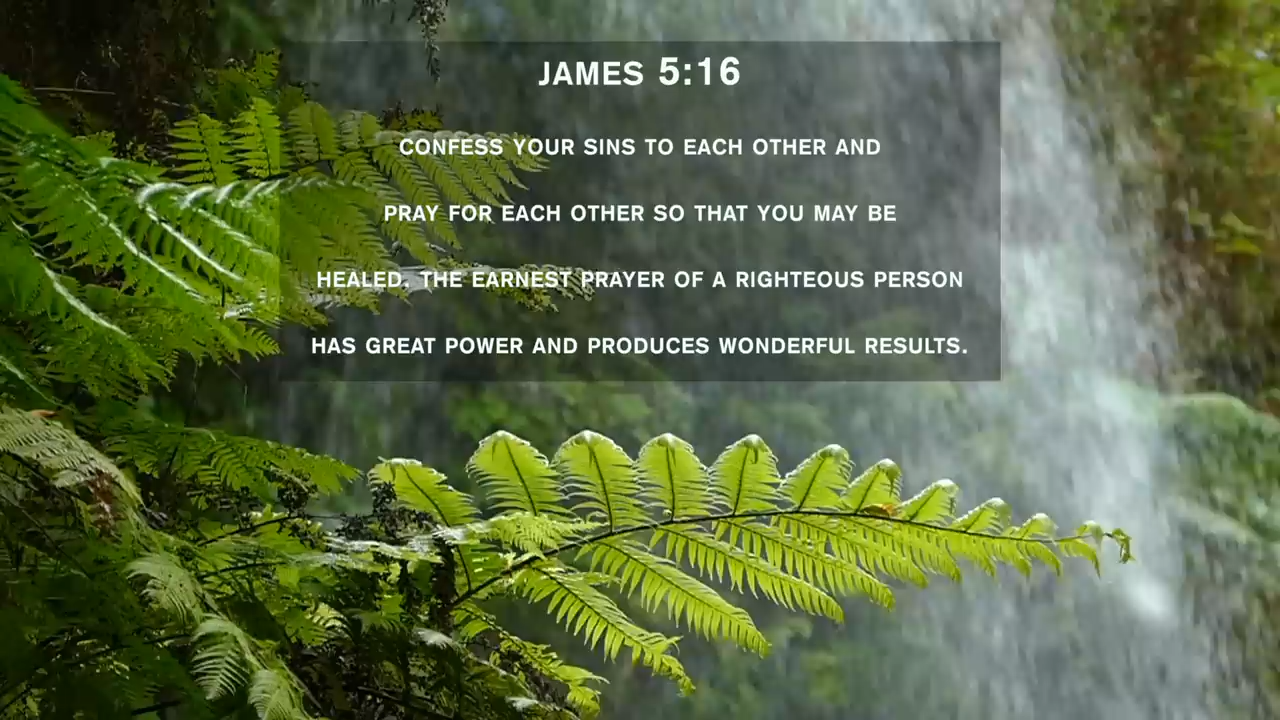 JAMES 5:16
CONFESS YOUR SINS TO EACH OTHER AND
PRAY FOR EACH OTHER SO THAT YOU MAY BE
HEALED. THE EARNEST PRAYER OF A RIGHTEOUS PERSON
HAS GREAT POWER AND PRODUCES WONDERFUL RESULTS.